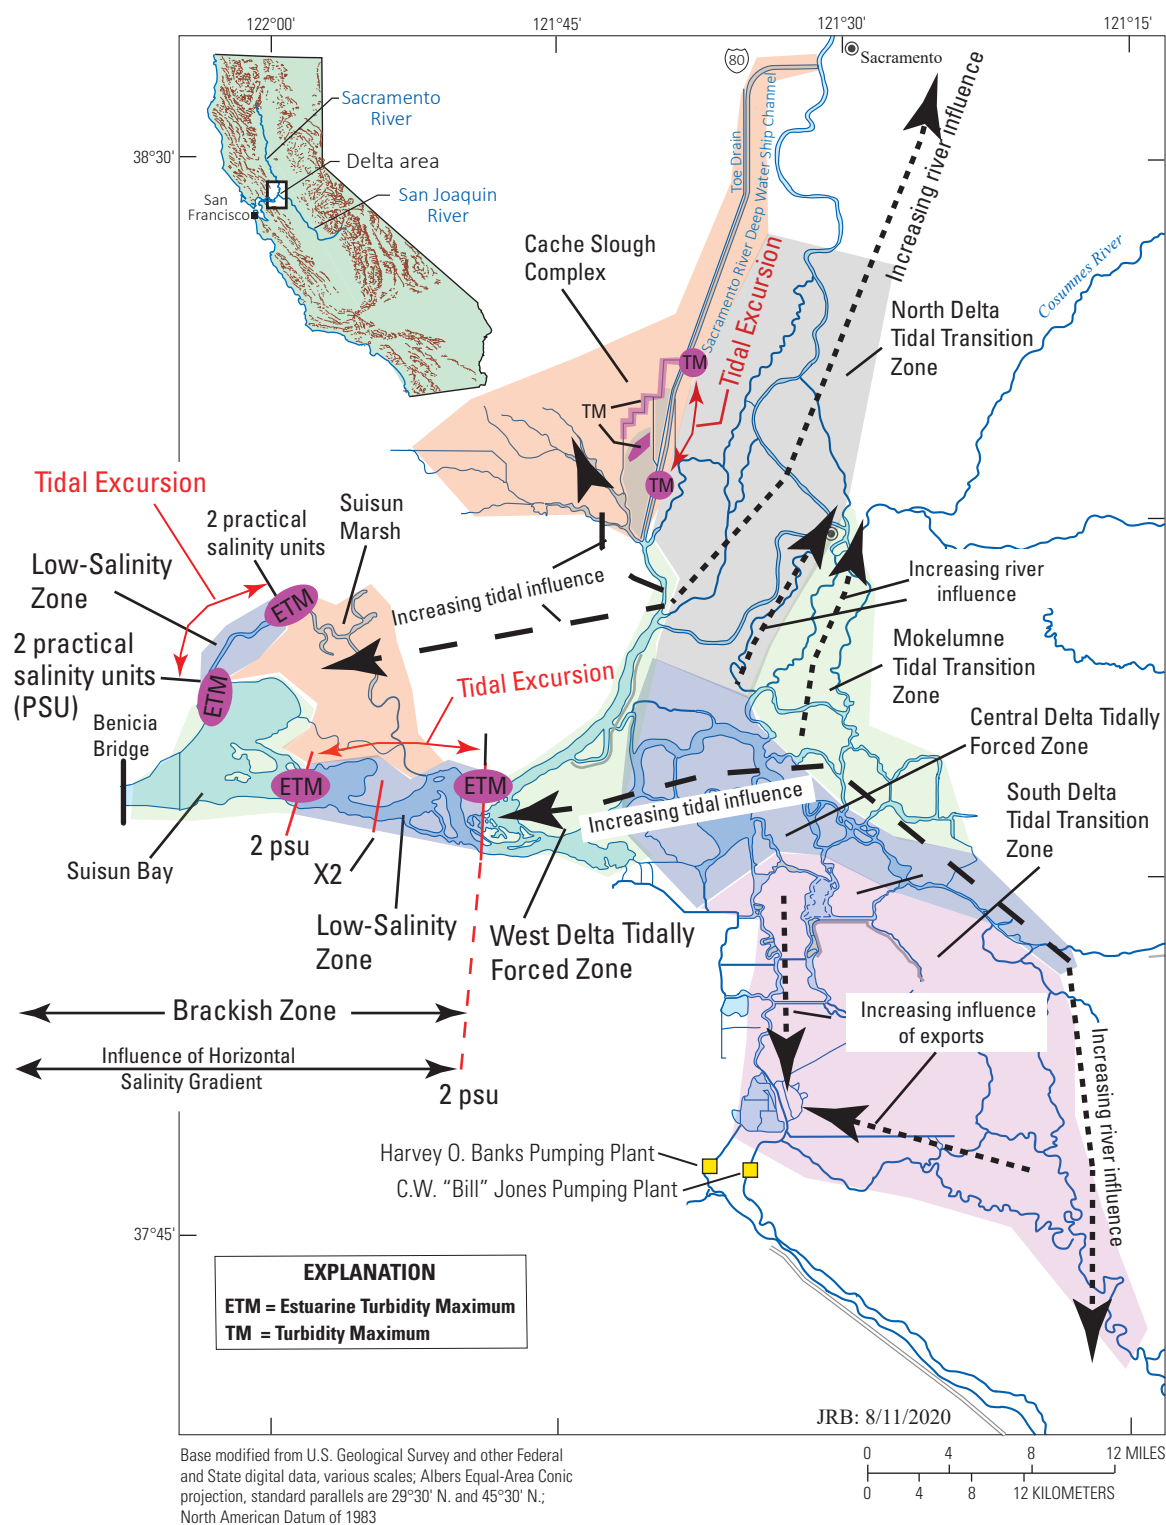 122°00'
121°45'
121°30'
121°15'
38°30'
37°45'
Sacramento
River
Delta area
San
Francisco
San Joaquin
River
80
Sacramento
Toe Drain
Sacramento River Deep Water Ship Channel
Increasing river influence
Cosumnes River
Cache Slough
Complex
Tidal Excursion
North Delta
Tidal Transition
Zone
TM
TM
TM
Tidal Excursion
2 practical
salinity units
Suisun
Marsh
Low-Salinity
Zone
ETM
2 practical
salinity units
(PSU)
ETM
Increasing tidal influence
Increasing river
influence
Mokelumne
Tidal Transition
Zone
Tidal Excursion
Benicia
Bridge
Central Delta Tidally
Forced Zone
ETM
ETM
Increasing tidal influence
South Delta
Tidal Transition
Zone
2 psu
X2
Suisun Bay
Low-Salinity
Zone
West Delta Tidally
Forced Zone
Brackish Zone
Increasing influence
of exports
Influence of Horizontal
Salinity Gradient
2 psu
Increasing river influence
Harvey O. Banks Pumping Plant
C.W. “Bill” Jones Pumping Plant
EXPLANATION
ETM = Estuarine Turbidity Maximum
TM = Turbidity Maximum
JRB: 8/11/2020
Base modified from U.S. Geological Survey and other Federal
and State digital data, various scales; Albers Equal-Area Conic
projection, standard parallels are 29°30' N. and 45°30' N.;
North American Datum of 1983
0 4 8 12 MILES
0 4 8 12 KILOMETERS